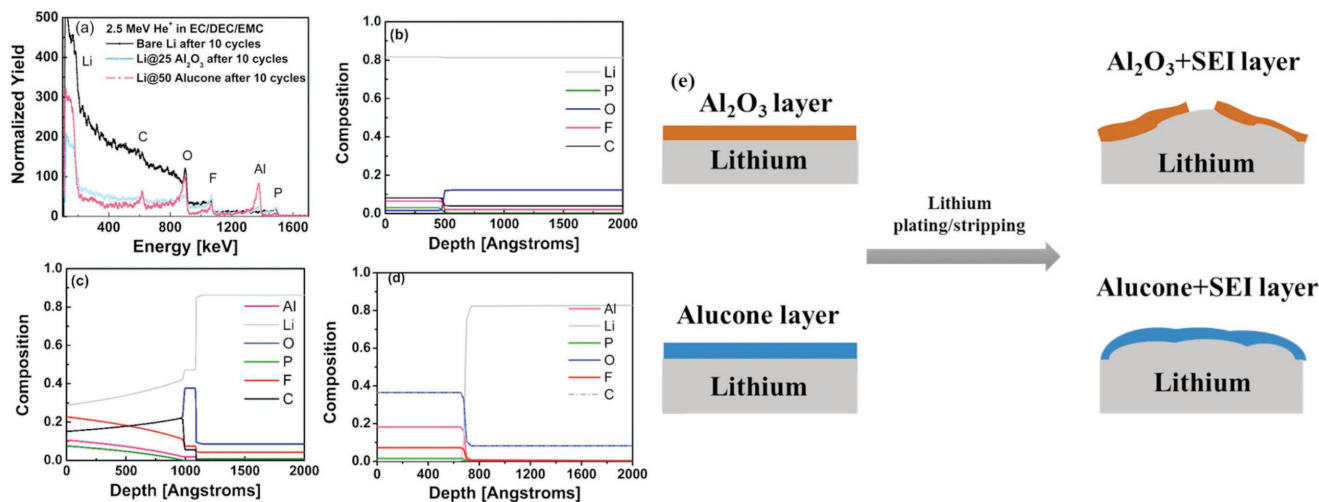 (a)
2.5 MeV He⁺ in EC/DEC/EMC
Bare Li after 10 cycles
Li@25 Al₂O₃ after 10 cycles
Li@50 Alucone after 10 cycles
Li
C
O
F
Al
P
500
400
300
200
100
0
Normalized Yield
400
800
1200
1600
Energy [keV]
(b)
Li
P
O
F
C
1.0
0.8
0.6
0.4
0.2
0.0
Composition
0
500
1000
1500
2000
Depth [Angstroms]
(c)
Al
Li
O
P
F
C
1.0
0.8
0.6
0.4
0.2
0.0
Composition
0
500
1000
1500
2000
Depth [Angstroms]
(d)
Al
Li
P
O
F
C
1.0
0.8
0.6
0.4
0.2
0.0
Composition
0
500
1000
1500
2000
Depth [Angstroms]
(e)
Al₂O₃ layer
Lithium
Alucone layer
Lithium
Lithium
plating/stripping
Al₂O₃+SEI layer
Lithium
Alucone+SEI layer
Lithium